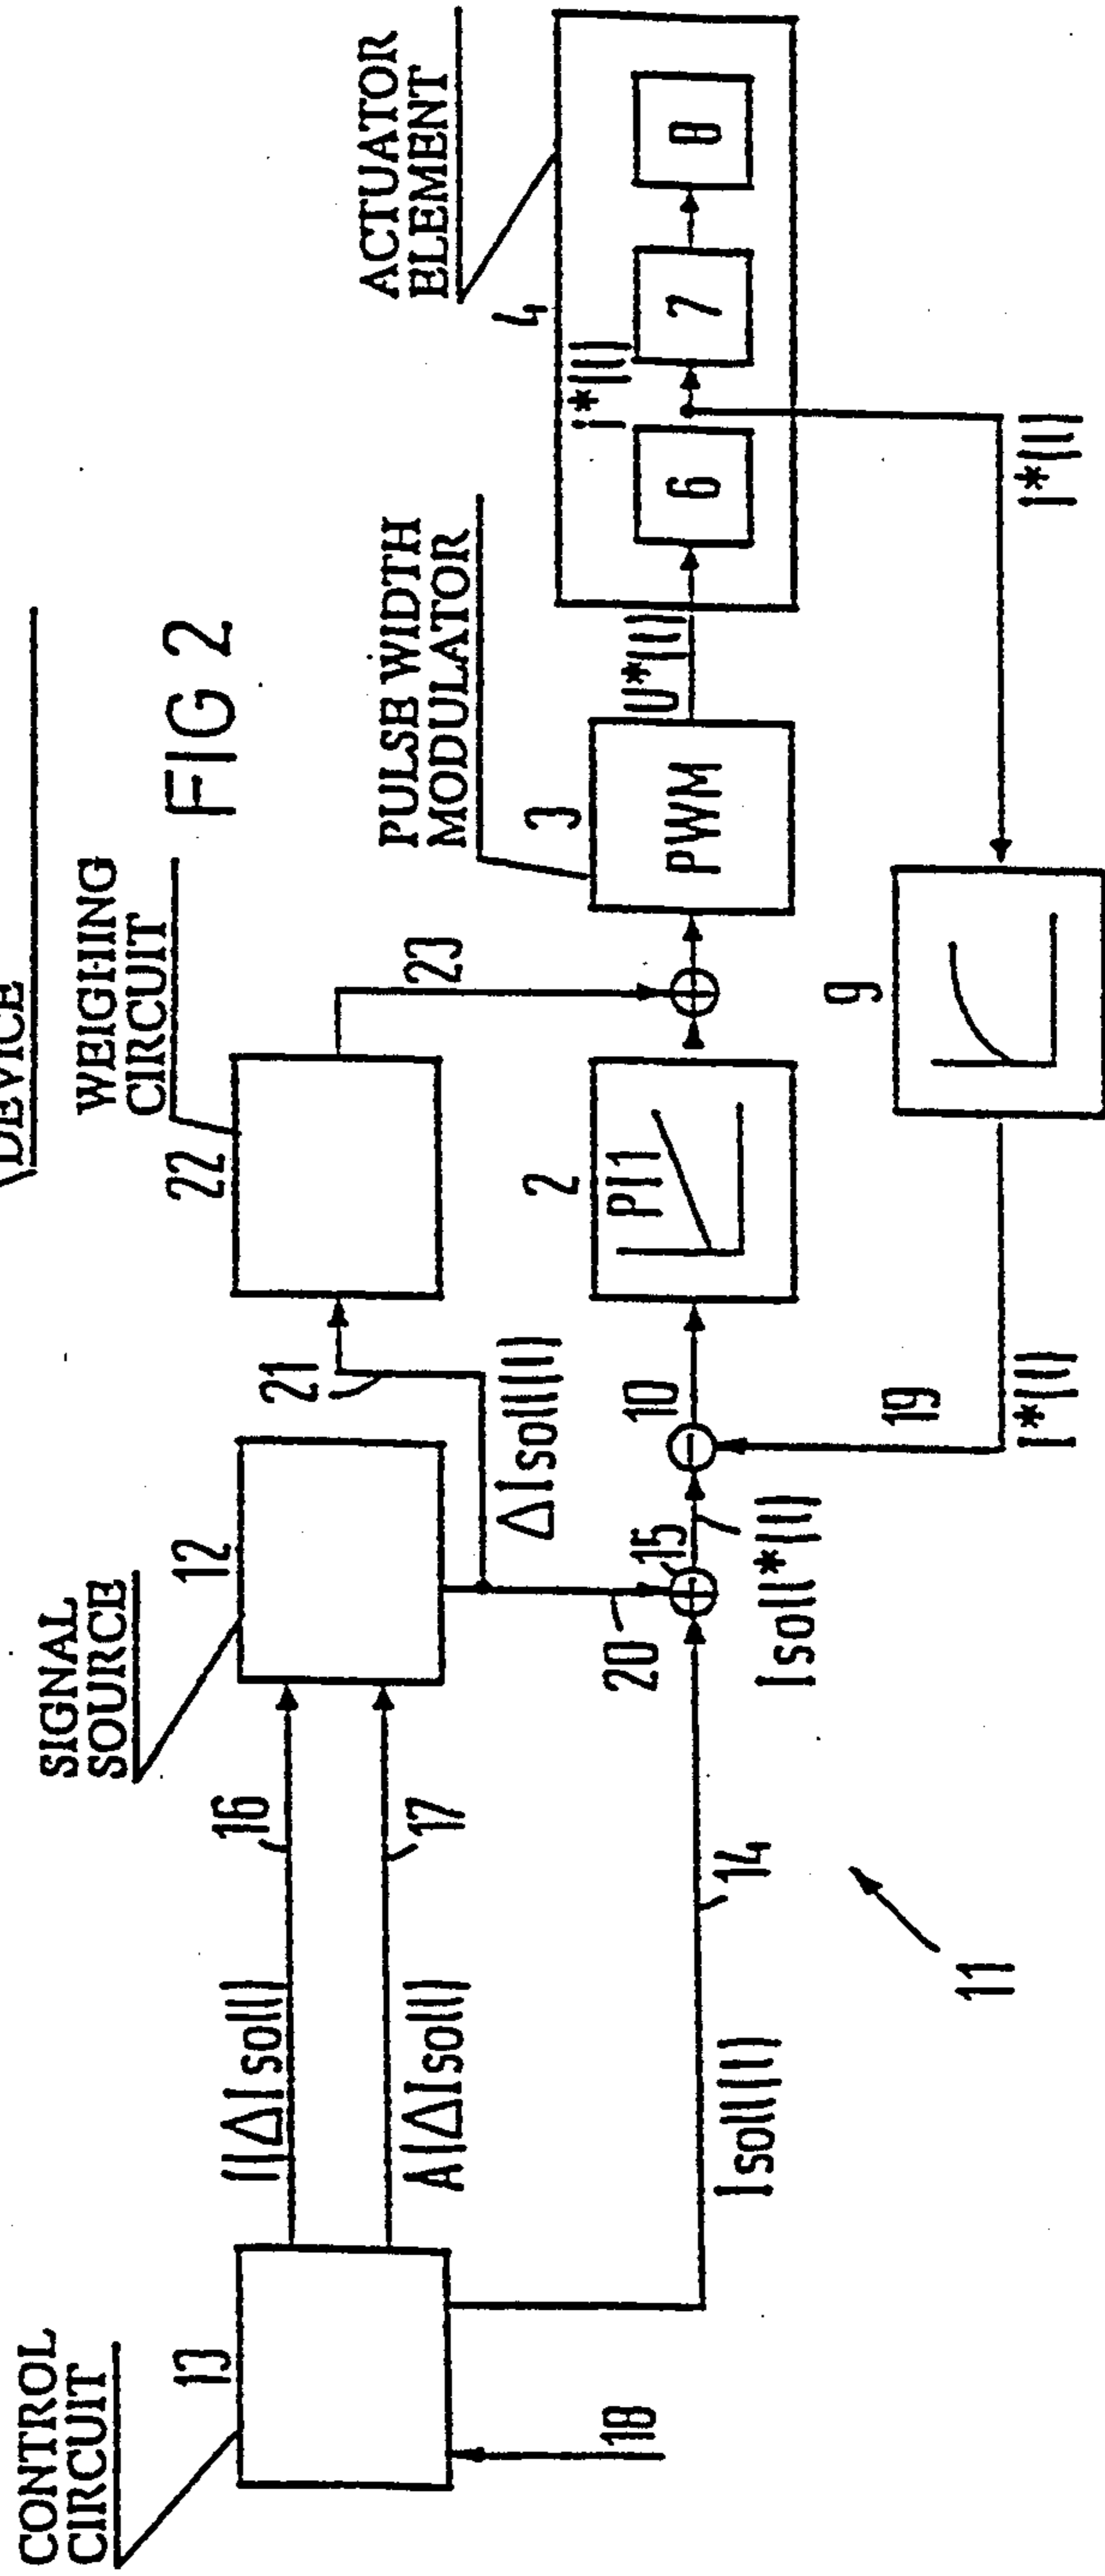 DEVICE
FIG 2
CONTROL
CIRCUIT
13
18
f(ΔIsoll)
16
A(ΔIsoll)
17
Isoll(t)
14
11
SIGNAL
SOURCE
12
20
15
Isoll*(t)
ΔIsoll(t)
21
10
19
I*(t)
WEIGHING
CIRCUIT
22
23
2
PI1
9
PULSE WIDTH
MODULATOR
3
PWM
U*(t)
ACTUATOR
ELEMENT
4
6
i*(t)
7
8
i*(t)